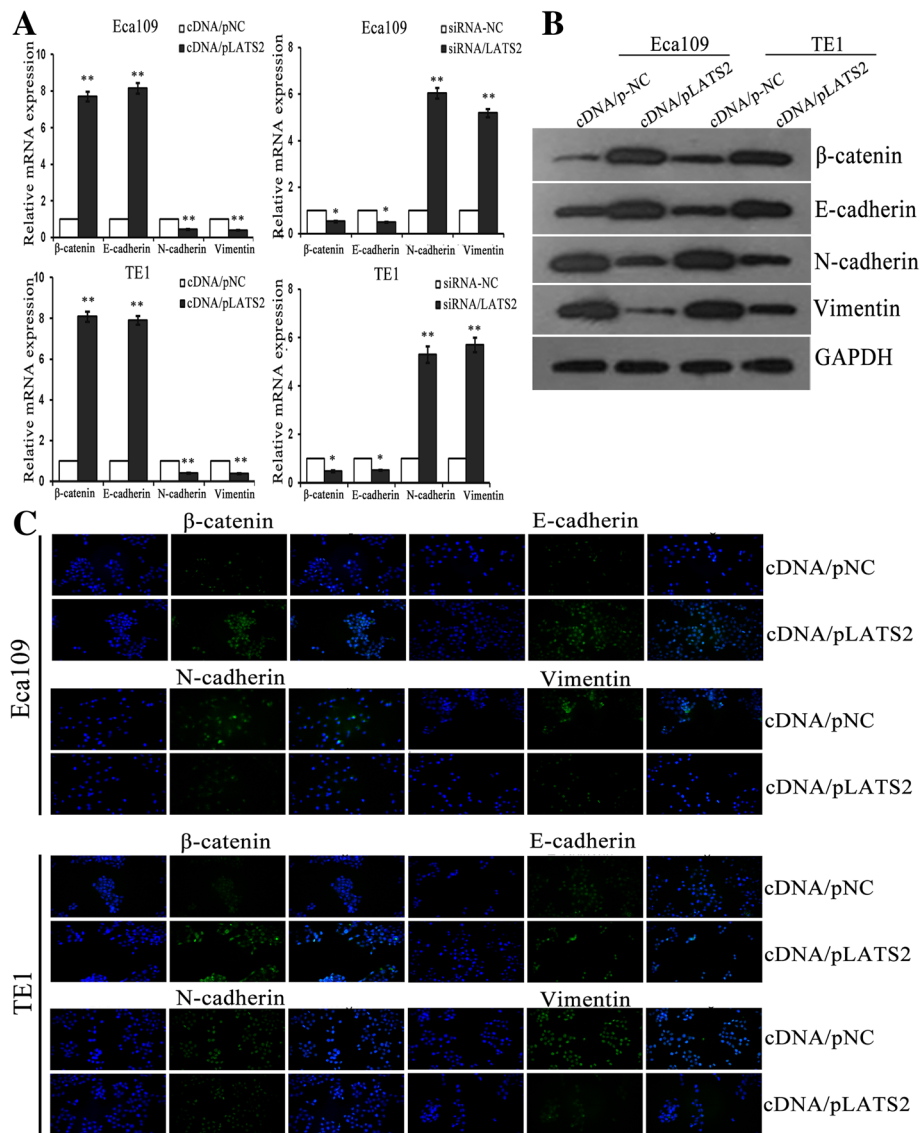 A
Eca109
cDNA/pNC
cDNA/pLATS2
Relative mRNA expression
10
8
6
4
2
0
** ** ** **
β-catenin E-cadherin N-cadherin Vimentin
Eca109
siRNA-NC
siRNA/LATS2
Relative mRNA expression
8
6
4
2
0
* * ** **
β-catenin E-cadherin N-cadherin Vimentin
TE1
cDNA/pNC
cDNA/pLATS2
Relative mRNA expression
10
8
6
4
2
0
** ** ** **
β-catenin E-cadherin N-cadherin Vimentin
TE1
siRNA-NC
siRNA/LATS2
Relative mRNA expression
8
6
4
2
0
* * ** **
β-catenin E-cadherin N-cadherin Vimentin
B
Eca109 TE1
cDNA/p-NC cDNA/pLATS2 cDNA/p-NC cDNA/pLATS2
β-catenin
E-cadherin
N-cadherin
Vimentin
GAPDH
C
Eca109
β-catenin E-cadherin
cDNA/pNC
cDNA/pLATS2
N-cadherin Vimentin
cDNA/pNC
cDNA/pLATS2
TE1
β-catenin E-cadherin
cDNA/pNC
cDNA/pLATS2
N-cadherin Vimentin
cDNA/pNC
cDNA/pLATS2